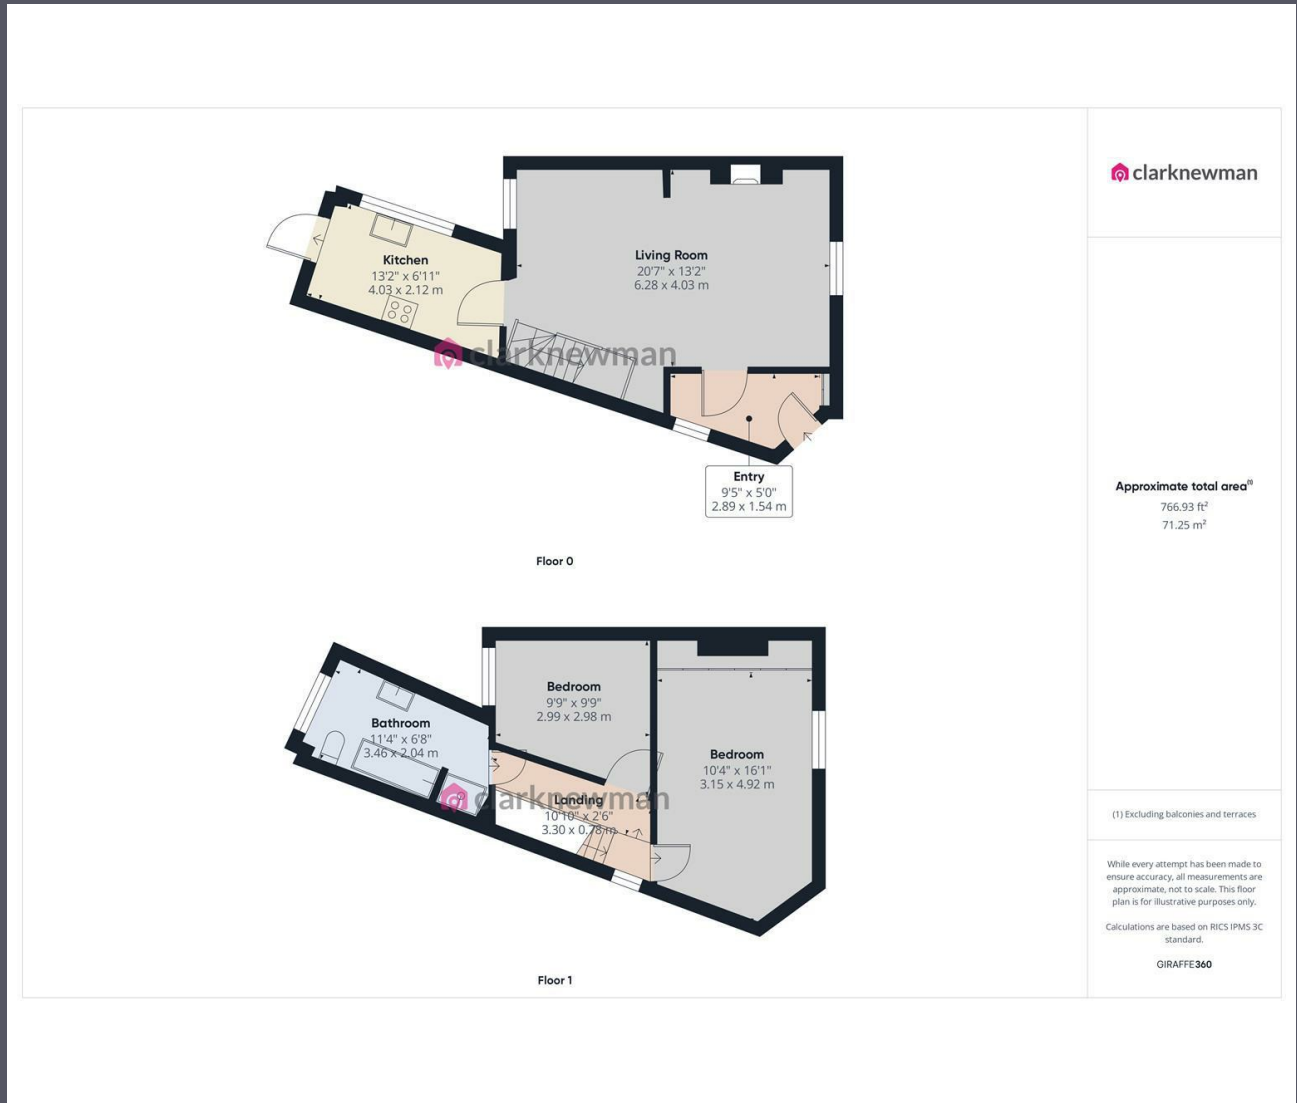 clarknewman
Kitchen
13'2" x 6'11"
4.03 x 2.12 m
Living Room
20'7" x 13'2"
6.28 x 4.03 m
clarknewman
Entry
9'5" x 5'0"
2.89 x 1.54 m
Floor 0
Approximate total area(1)
766.93 ft²
71.25 m²
Bedroom
9'9" x 9'9"
2.99 x 2.98 m
Bathroom
11'4" x 6'8"
3.46 x 2.04 m
Bedroom
10'4" x 16'1"
3.15 x 4.92 m
clarknewman
Landing
10'10" x 2'6"
3.30 x 0.78 m
Floor 1
(1) Excluding balconies and terraces
While every attempt has been made to
ensure accuracy, all measurements are
approximate, not to scale. This floor
plan is for illustrative purposes only.
Calculations are based on RICS IPMS 3C
standard.
GIRAFFE360